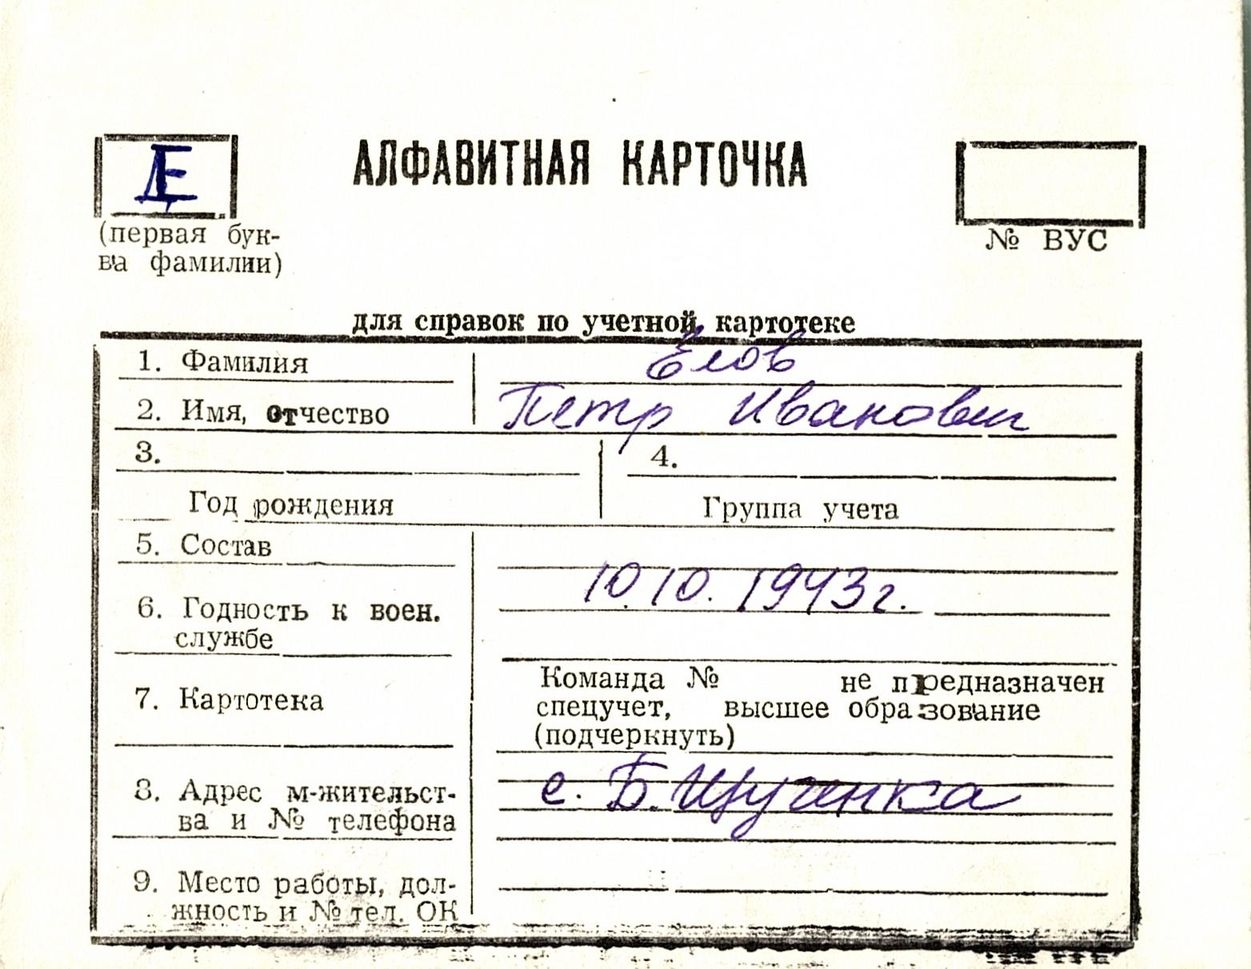 Е
АЛФАВИТНАЯ КАРТОЧКА
(первая бук-
ва фамилии)
№ ВУС
для справок по учетной картотеке
1. Фамилия Елов
2. Имя, отчество Петр Иванович
3. 4.
Год рождения Группа учета
5. Состав
10.10.1943г.
6. Годность к воен.
службе
Команда № не предназначен
7. Картотека
спецучет, высшее образование
(подчеркнуть)
8. Адрес м-жительст- с. Б. Щученка
ва и № телефона
9. Место работы, дол-
жность и № тел. ОК